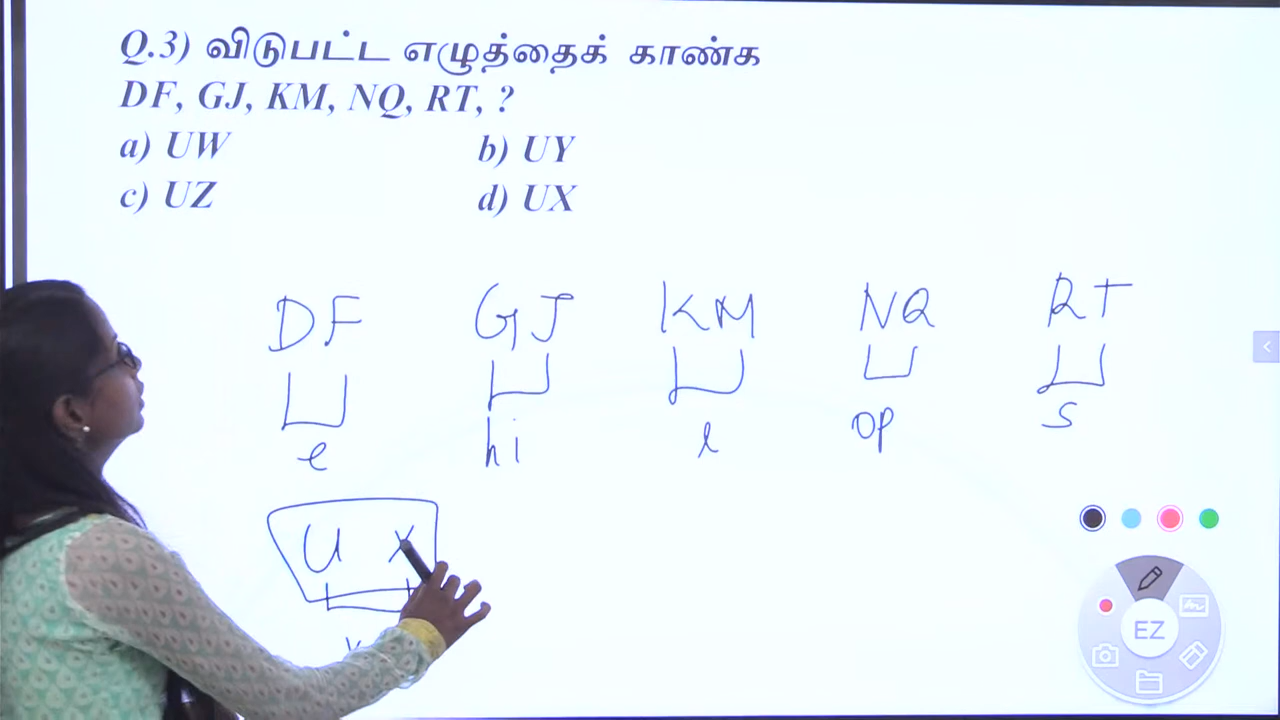 Q.3) விடுபட்ட எழுத்தைக் காண்க
DF, GJ, KM, NQ, RT, ?
a) UW b) UY
c) UZ d) UX
DF GJ KM NQ RT
e hi l op s
U X
EZ